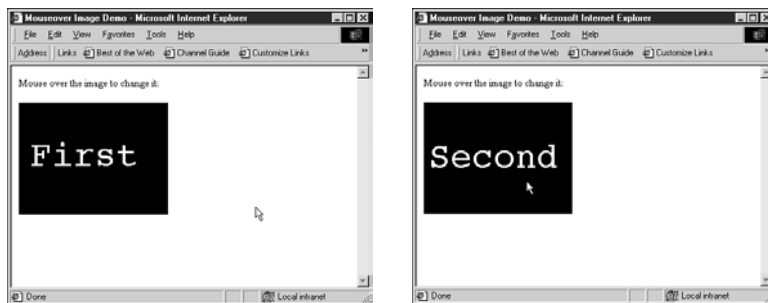 Mouseover Image Demo - Microsoft Internet Explorer
File Edit View Favorites Tools Help
Address Links Best of the Web Channel Guide Customize Links »
Mouse over the image to change it:
First
Done Local intranet
Mouseover Image Demo - Microsoft Internet Explorer
File Edit View Favorites Tools Help
Address Links Best of the Web Channel Guide Customize Links
Mouse over the image to change it:
Second
Done Local intranet